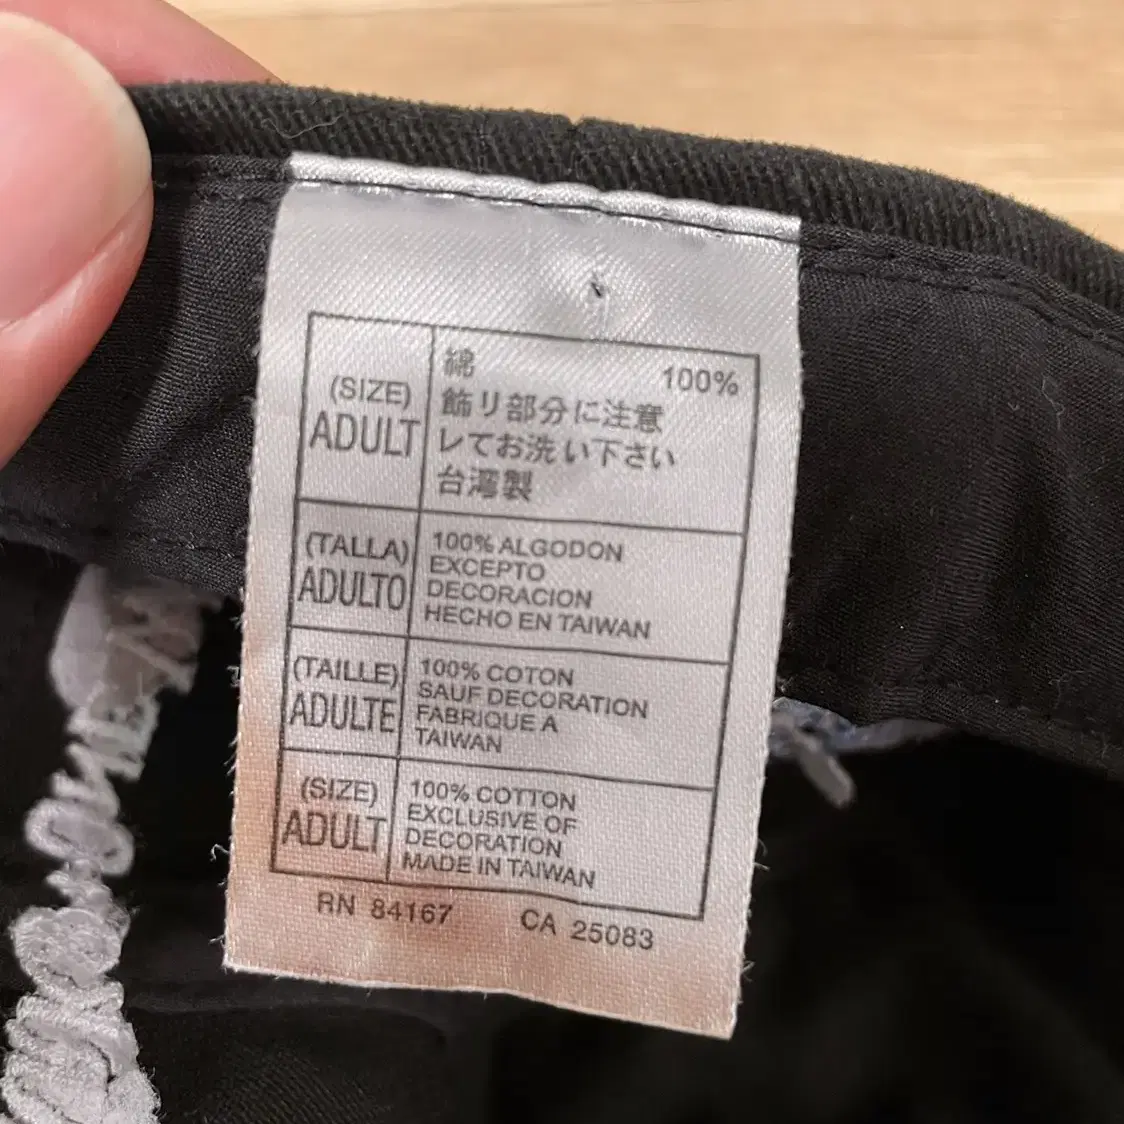 (SIZE)
ADULT
綿 100%
飾リ部分に注意
レてお洗い下さい
台湾製
(TALLA)
ADULTO
100% ALGODON
EXCEPTO
DECORACION
HECHO EN TAIWAN
(TAILLE)
ADULTE
100% COTON
SAUF DECORATION
FABRIQUE A
TAIWAN
(SIZE)
ADULT
100% COTTON
EXCLUSIVE OF
DECORATION
MADE IN TAIWAN
RN 84167 CA 25083